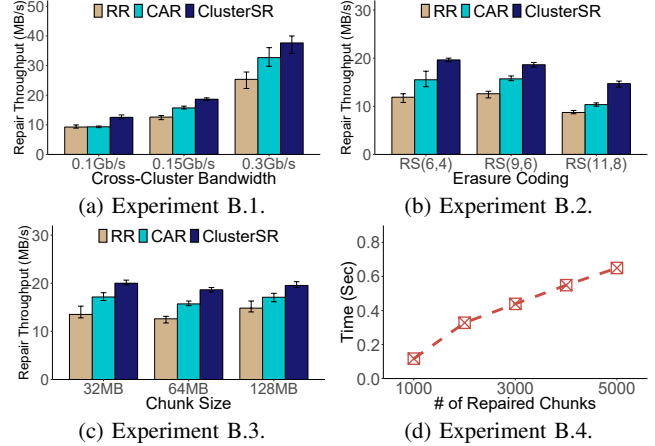 RR CAR ClusterSR
Repair Throughput (MB/s)
50
40
30
20
10
0
0.1Gb/s 0.15Gb/s 0.3Gb/s
Cross-Cluster Bandwidth
(a) Experiment B.1.
RR CAR ClusterSR
Repair Throughput (MB/s)
30
20
10
0
RS(6,4) RS(9,6) RS(11,8)
Erasure Coding
(b) Experiment B.2.
RR CAR ClusterSR
Repair Throughput (MB/s)
30
20
10
0
32MB 64MB 128MB
Chunk Size
(c) Experiment B.3.
Time (Sec)
0.8
0.6
0.4
0.2
0.0
1000 3000 5000
# of Repaired Chunks
(d) Experiment B.4.